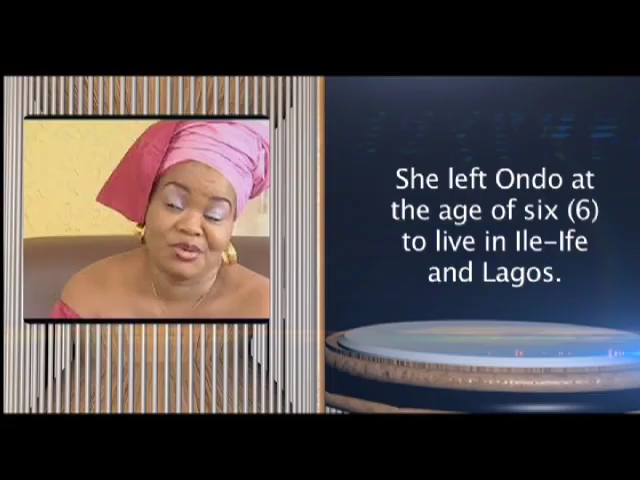 She left Ondo at
the age of six (6)
to live in Ile-Ife
and Lagos.